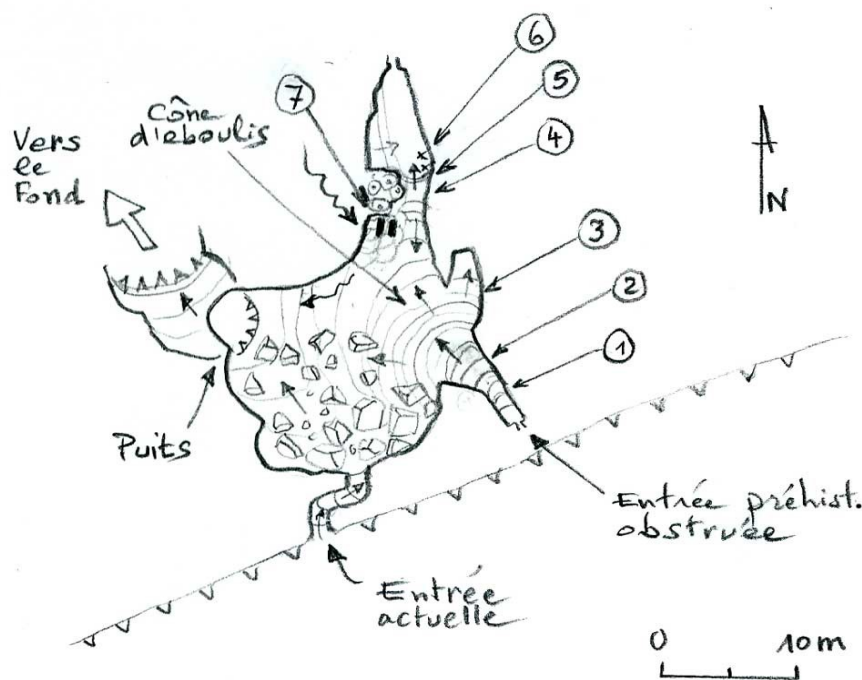 6
5
4
7
Cône
d'eboulis
Vers
le
Fond
N
3
2
1
Puits
Entrée préhist.
obstruée
Entrée
actuelle
0 10m